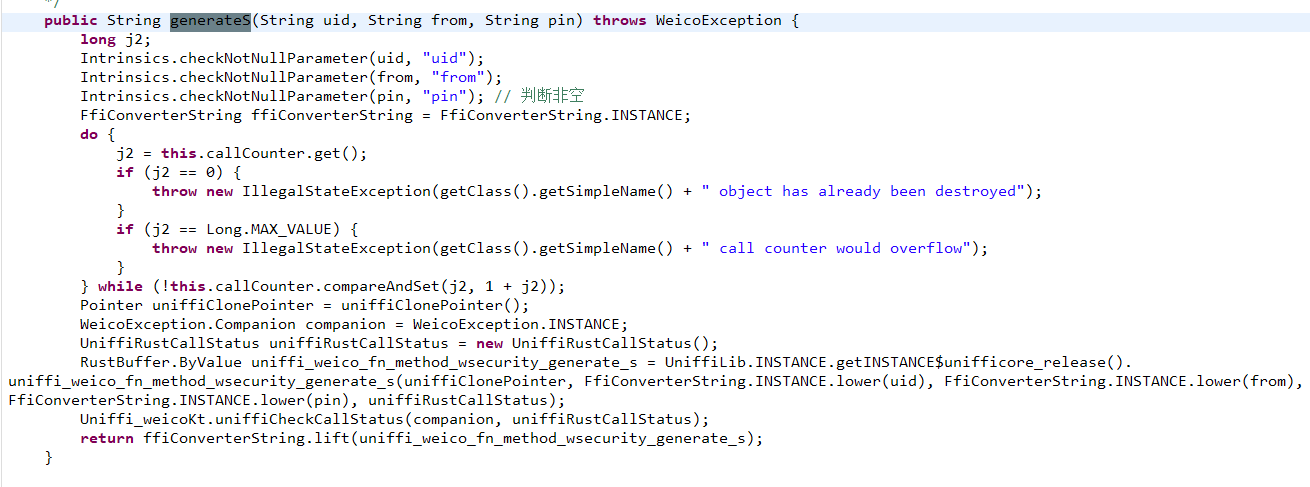 */
public String generateS(String uid, String from, String pin) throws WeicoException {
long j2;
Intrinsics.checkNotNullParameter(uid, "uid");
Intrinsics.checkNotNullParameter(from, "from");
Intrinsics.checkNotNullParameter(pin, "pin"); // 判断非空
FfiConverterString ffiConverterString = FfiConverterString.INSTANCE;
do {
j2 = this.callCounter.get();
if (j2 == 0) {
throw new IllegalStateException(getClass().getSimpleName() + " object has already been destroyed");
}
if (j2 == Long.MAX_VALUE) {
throw new IllegalStateException(getClass().getSimpleName() + " call counter would overflow");
}
} while (!this.callCounter.compareAndSet(j2, 1 + j2));
Pointer uniffiClonePointer = uniffiClonePointer();
WeicoException.Companion companion = WeicoException.INSTANCE;
UniffiRustCallStatus uniffiRustCallStatus = new UniffiRustCallStatus();
RustBuffer.ByValue uniffi_weico_fn_method_wsecurity_generate_s = UniffiLib.INSTANCE.getINSTANCE$unifficore_release().
uniffi_weico_fn_method_wsecurity_generate_s(uniffiClonePointer, FfiConverterString.INSTANCE.lower(uid), FfiConverterString.INSTANCE.lower(from),
FfiConverterString.INSTANCE.lower(pin), uniffiRustCallStatus);
Uniffi_weicoKt.uniffiCheckCallStatus(companion, uniffiRustCallStatus);
return ffiConverterString.lift(uniffi_weico_fn_method_wsecurity_generate_s);
}